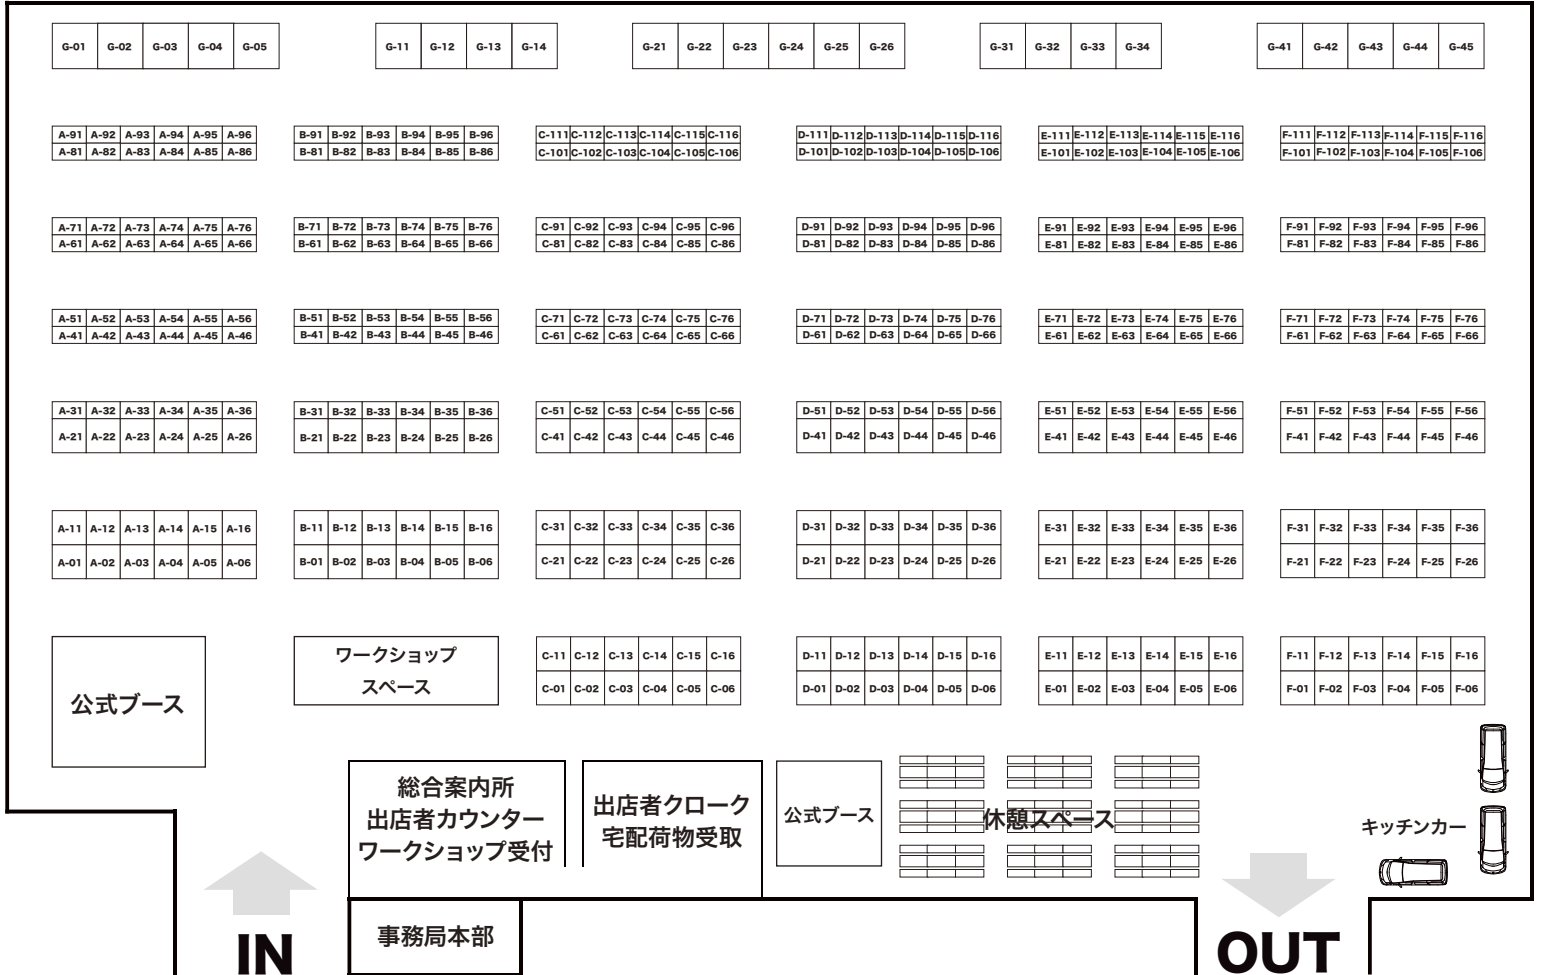 G-01 G-02 G-03 G-04 G-05 G-11 G-12 G-13 G-14 G-21 G-22 G-23 G-24 G-25 G-26 G-31 G-32 G-33 G-34 G-41 G-42 G-43 G-44 G-45
A-91 A-92 A-93 A-94 A-95 A-96 B-91 B-92 B-93 B-94 B-95 B-96 C-111 C-112 C-113 C-114 C-115 C-116 D-111 D-112 D-113 D-114 D-115 D-116 E-111 E-112 E-113 E-114 E-115 E-116 F-111 F-112 F-113 F-114 F-115 F-116
A-81 A-82 A-83 A-84 A-85 A-86 B-81 B-82 B-83 B-84 B-85 B-86 C-101 C-102 C-103 C-104 C-105 C-106 D-101 D-102 D-103 D-104 D-105 D-106 E-101 E-102 E-103 E-104 E-105 E-106 F-101 F-102 F-103 F-104 F-105 F-106
A-71 A-72 A-73 A-74 A-75 A-76 B-71 B-72 B-73 B-74 B-75 B-76 C-91 C-92 C-93 C-94 C-95 C-96 D-91 D-92 D-93 D-94 D-95 D-96 E-91 E-92 E-93 E-94 E-95 E-96 F-91 F-92 F-93 F-94 F-95 F-96
A-61 A-62 A-63 A-64 A-65 A-66 B-61 B-62 B-63 B-64 B-65 B-66 C-81 C-82 C-83 C-84 C-85 C-86 D-81 D-82 D-83 D-84 D-85 D-86 E-81 E-82 E-83 E-84 E-85 E-86 F-81 F-82 F-83 F-84 F-85 F-86
A-51 A-52 A-53 A-54 A-55 A-56 B-51 B-52 B-53 B-54 B-55 B-56 C-71 C-72 C-73 C-74 C-75 C-76 D-71 D-72 D-73 D-74 D-75 D-76 E-71 E-72 E-73 E-74 E-75 E-76 F-71 F-72 F-73 F-74 F-75 F-76
A-41 A-42 A-43 A-44 A-45 A-46 B-41 B-42 B-43 B-44 B-45 B-46 C-61 C-62 C-63 C-64 C-65 C-66 D-61 D-62 D-63 D-64 D-65 D-66 E-61 E-62 E-63 E-64 E-65 E-66 F-61 F-62 F-63 F-64 F-65 F-66
A-31 A-32 A-33 A-34 A-35 A-36 B-31 B-32 B-33 B-34 B-35 B-36 C-51 C-52 C-53 C-54 C-55 C-56 D-51 D-52 D-53 D-54 D-55 D-56 E-51 E-52 E-53 E-54 E-55 E-56 F-51 F-52 F-53 F-54 F-55 F-56
A-21 A-22 A-23 A-24 A-25 A-26 B-21 B-22 B-23 B-24 B-25 B-26 C-41 C-42 C-43 C-44 C-45 C-46 D-41 D-42 D-43 D-44 D-45 D-46 E-41 E-42 E-43 E-44 E-45 E-46 F-41 F-42 F-43 F-44 F-45 F-46
A-11 A-12 A-13 A-14 A-15 A-16 B-11 B-12 B-13 B-14 B-15 B-16 C-31 C-32 C-33 C-34 C-35 C-36 D-31 D-32 D-33 D-34 D-35 D-36 E-31 E-32 E-33 E-34 E-35 E-36 F-31 F-32 F-33 F-34 F-35 F-36
A-01 A-02 A-03 A-04 A-05 A-06 B-01 B-02 B-03 B-04 B-05 B-06 C-21 C-22 C-23 C-24 C-25 C-26 D-21 D-22 D-23 D-24 D-25 D-26 E-21 E-22 E-23 E-24 E-25 E-26 F-21 F-22 F-23 F-24 F-25 F-26
公式ブース
ワークショップ
スペース
C-11 C-12 C-13 C-14 C-15 C-16 D-11 D-12 D-13 D-14 D-15 D-16 E-11 E-12 E-13 E-14 E-15 E-16 F-11 F-12 F-13 F-14 F-15 F-16
C-01 C-02 C-03 C-04 C-05 C-06 D-01 D-02 D-03 D-04 D-05 D-06 E-01 E-02 E-03 E-04 E-05 E-06 F-01 F-02 F-03 F-04 F-05 F-06
総合案内所
出店者カウンター
ワークショップ受付
出店者クローク
宅配荷物受取
公式ブース
休憩スペース
キッチンカー
事務局本部
IN
OUT